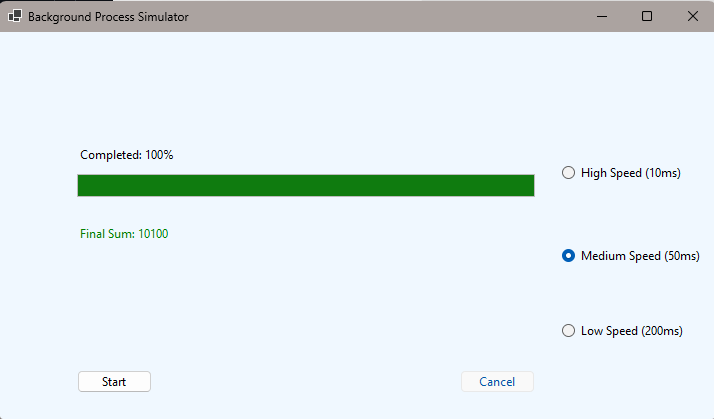 Background Process Simulator
Completed: 100%
High Speed (10ms)
Final Sum: 10100
Medium Speed (50ms)
Low Speed (200ms)
Start
Cancel